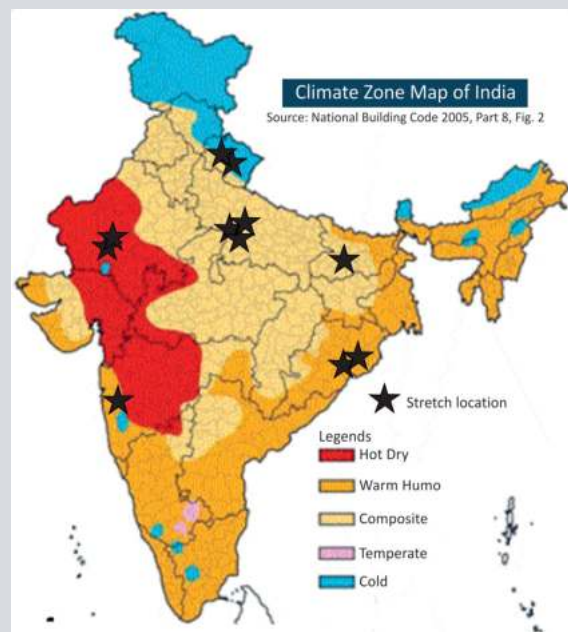 Climate Zone Map of India
Source: National Building Code 2005, Part 8, Fig. 2
Stretch location
Legends
Hot Dry
Warm Humo
Composite
Temperate
Cold